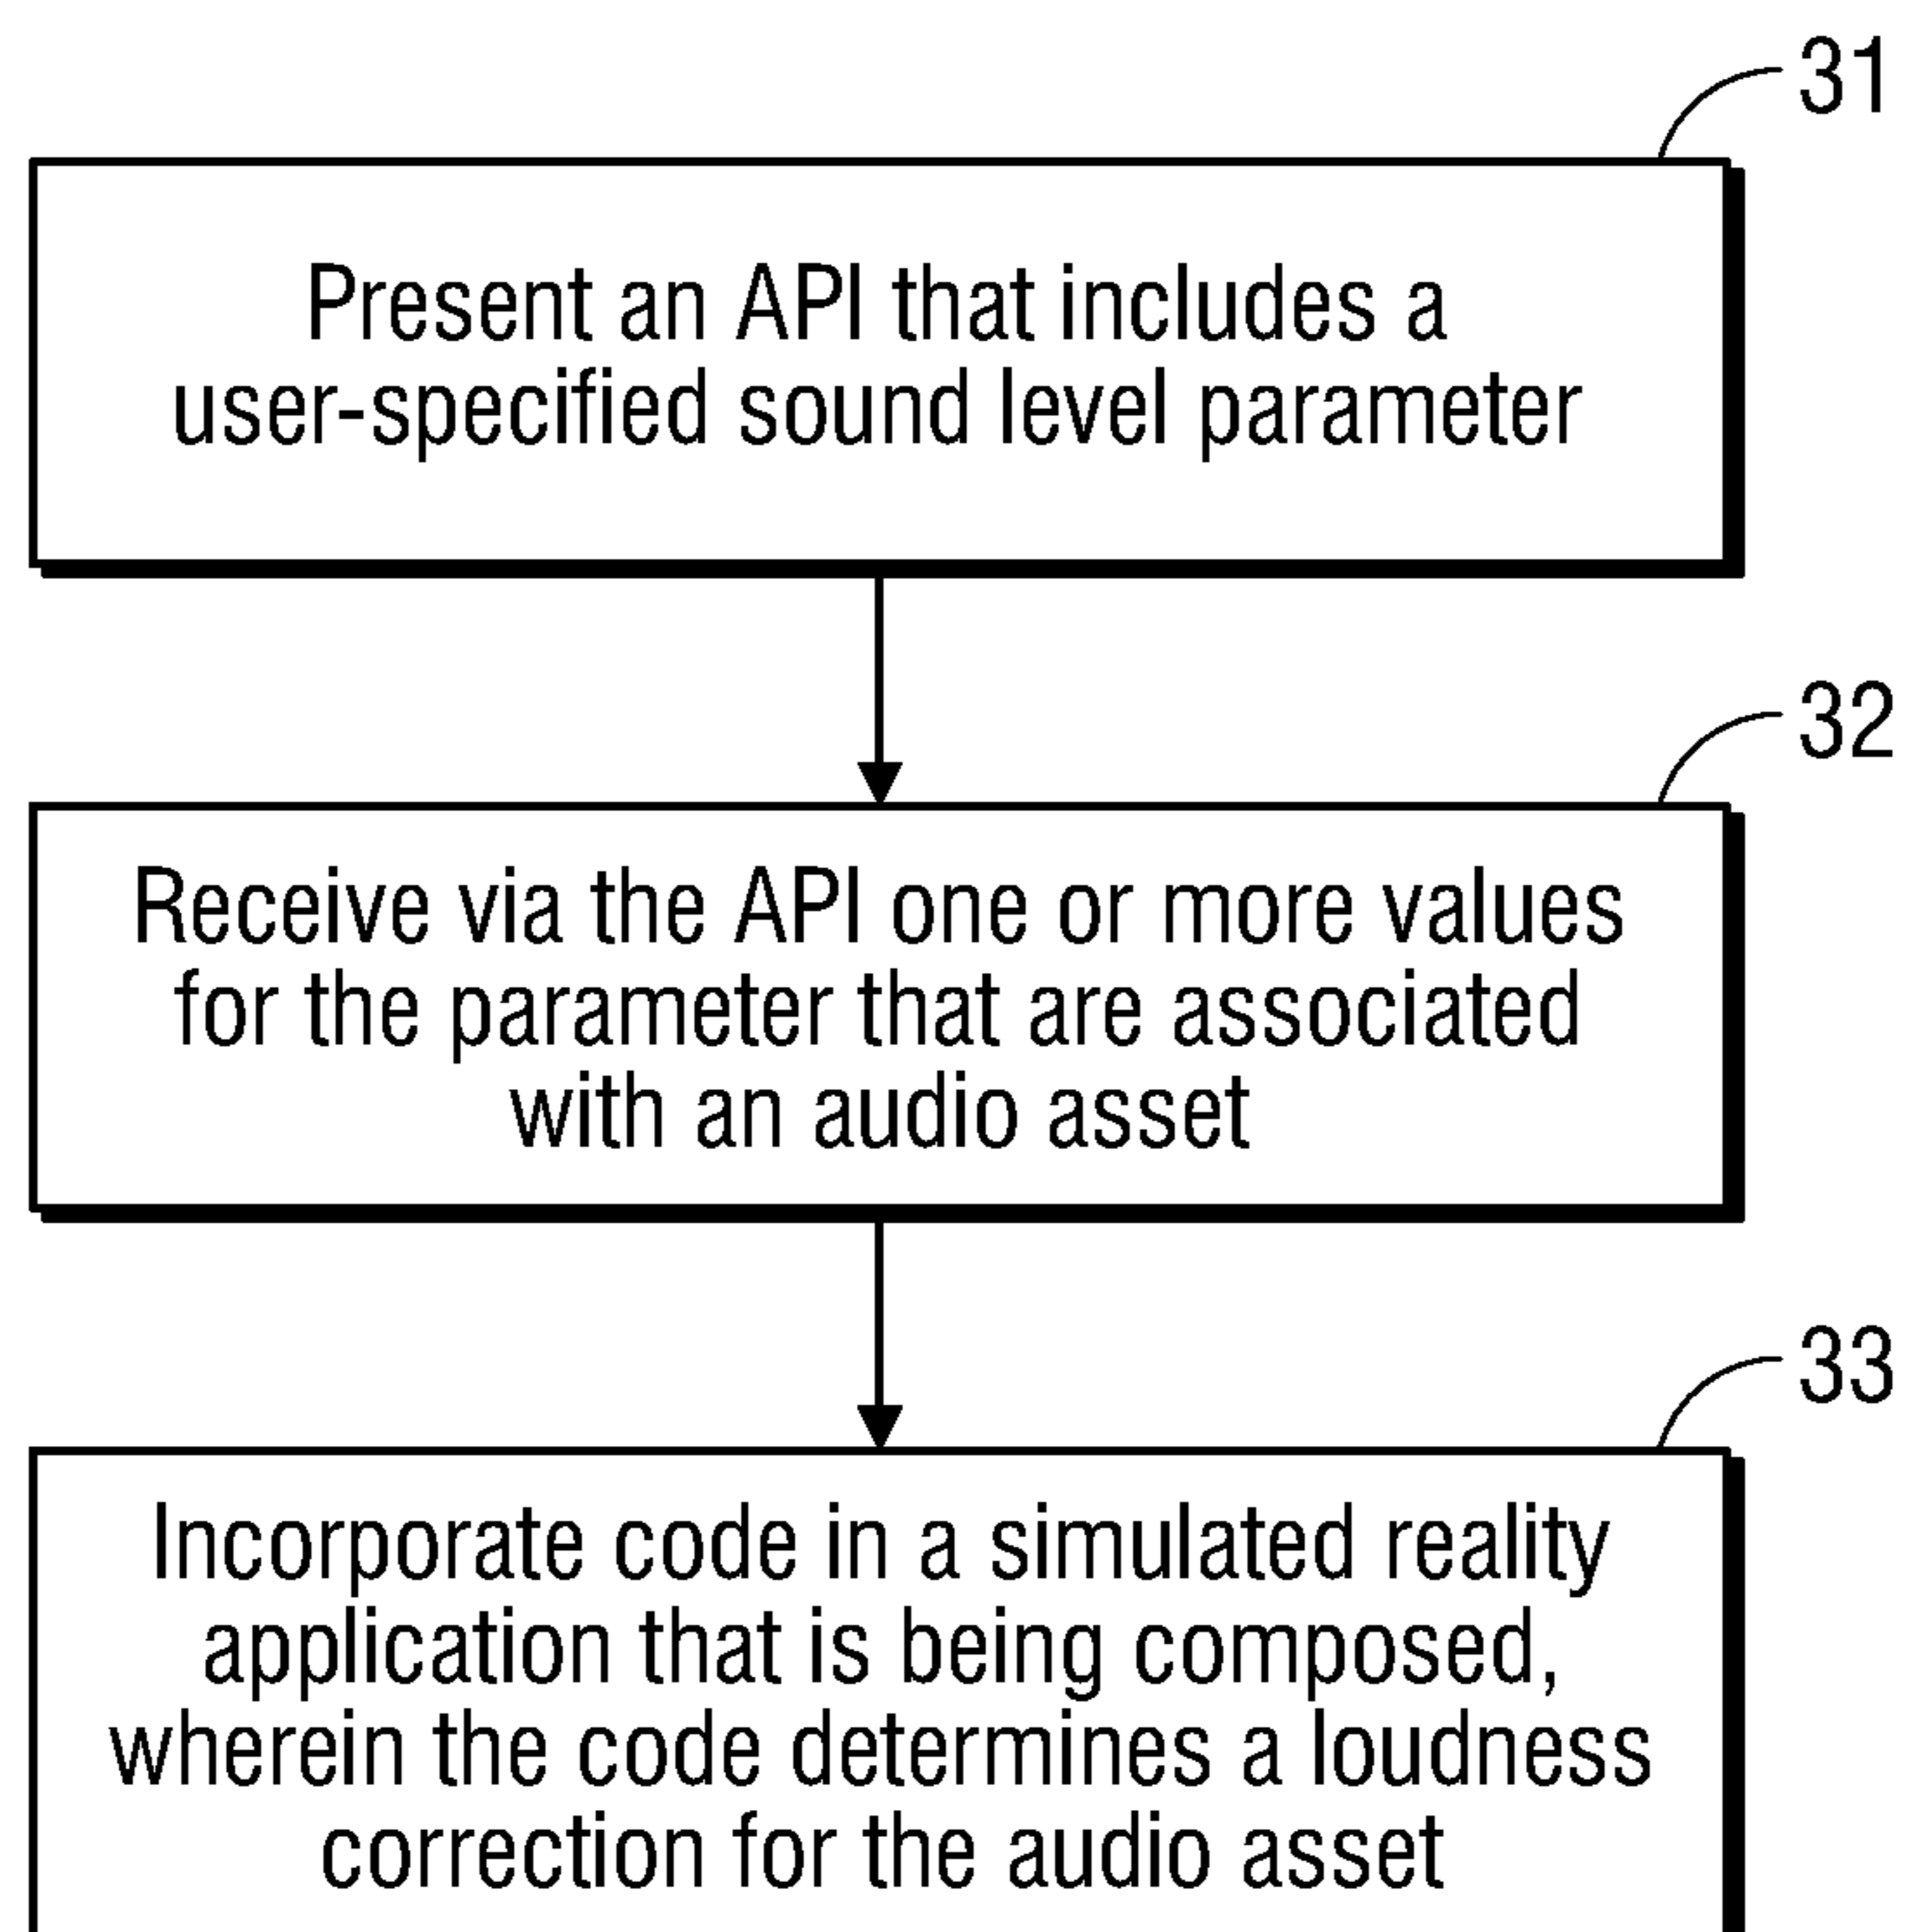 31
Present an API that includes a
user-specified sound level parameter
32
Receive via the API one or more values
for the parameter that are associated
with an audio asset
33
Incorporate code in a simulated reality
application that is being composed,
wherein the code determines a loudness
correction for the audio asset